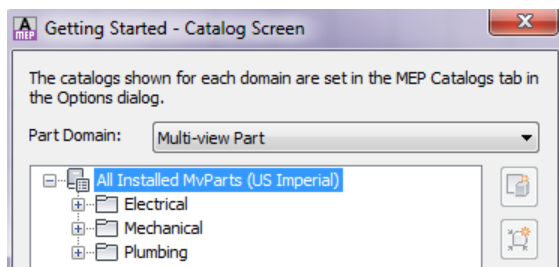 A MEP Getting Started - Catalog Screen
The catalogs shown for each domain are set in the MEP Catalogs tab in
the Options dialog.
Part Domain: Multi-view Part
All Installed MvParts (US Imperial)
Electrical
Mechanical
Plumbing